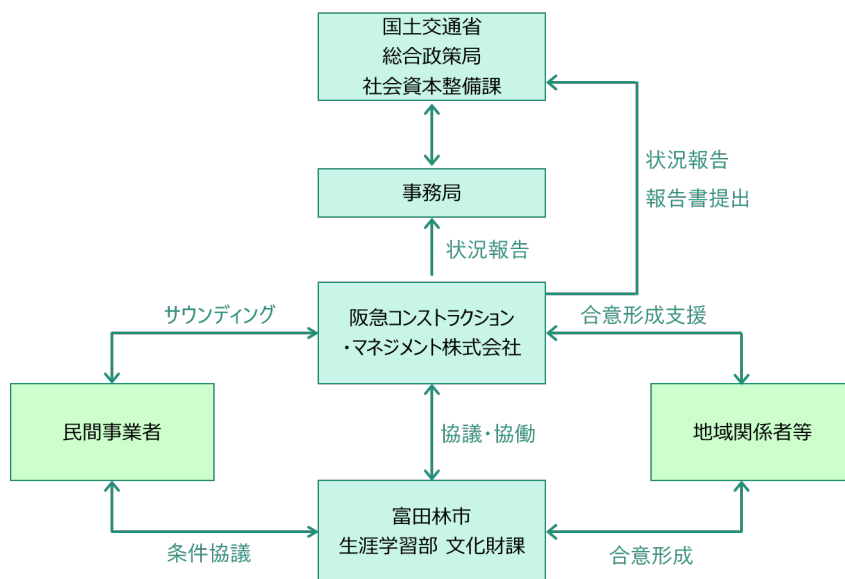 国土交通省
総合政策局
社会資本整備課
状況報告
報告書提出
事務局
状況報告
サウンディング
阪急コンストラクション
・マネジメント株式会社
合意形成支援
民間事業者
協議・協働
地域関係者等
富田林市
生涯学習部 文化財課
条件協議
合意形成